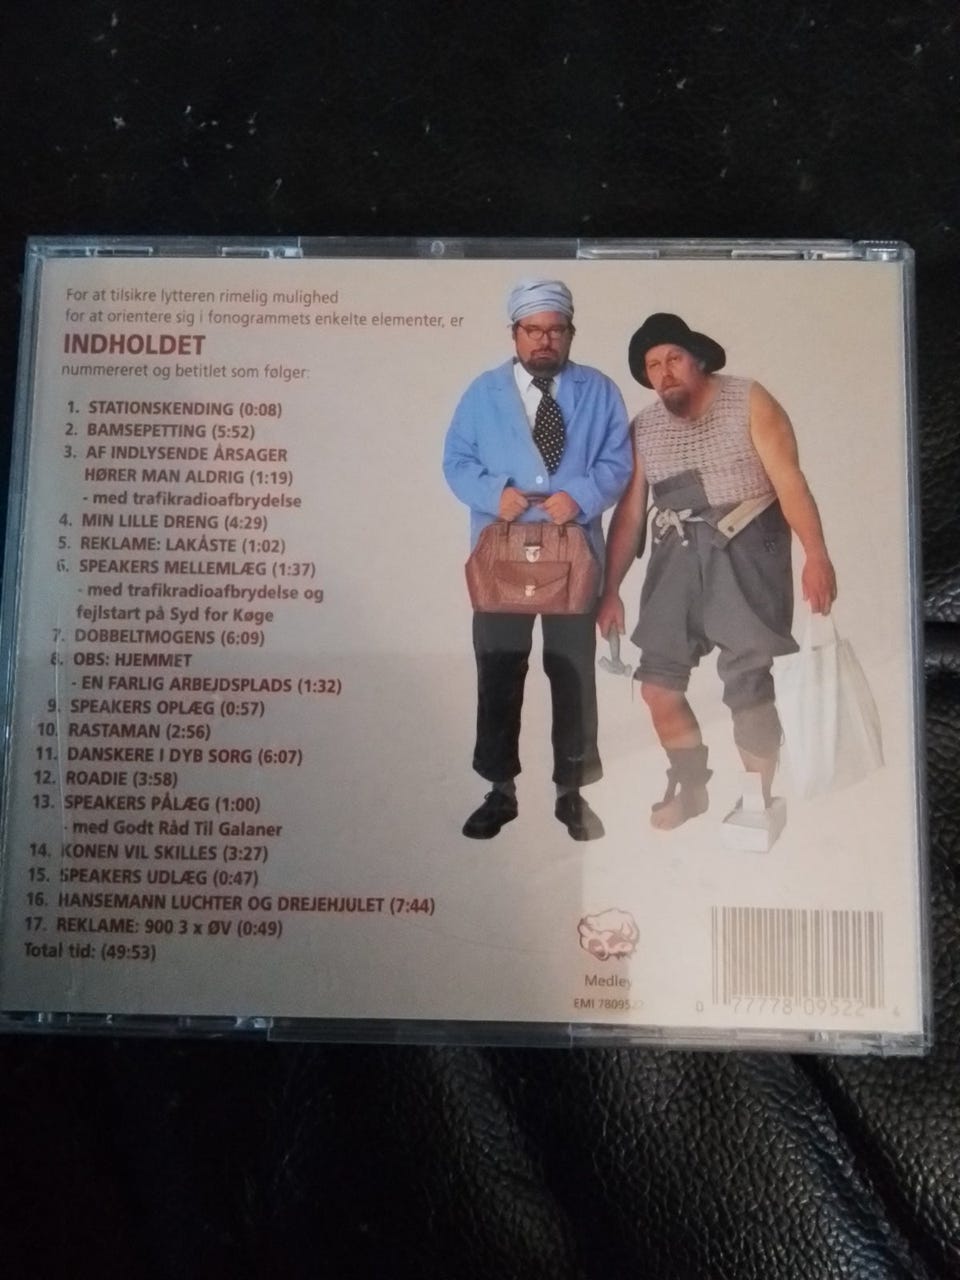 For at tilsikre lytteren rimelig mulighed
for at orientere sig i fonogrammets enkelte elementer, er
INDHOLDET
nummereret og betitlet som følger:
1. STATIONSKENDING (0:08)
2. BAMSEPETTING (5:52)
3. AF INDLYSENDE ÅRSAGER
HØRER MAN ALDRIG (1:19)
- med trafikradioafbrydelse
4. MIN LILLE DRENG (4:29)
5. REKLAME: LAKÅSTE (1:02)
6. SPEAKERS MELLEMLÆG (1:37)
- med trafikradioafbrydelse og
fejlstart på Syd for Køge
7. DOBBELTMOGENS (6:09)
8. OBS: HJEMMET
- EN FARLIG ARBEJDSPLADS (1:32)
9. SPEAKERS OPLÆG (0:57)
10. RASTAMAN (2:56)
11. DANSKERE I DYB SORG (6:07)
12. ROADIE (3:58)
13. SPEAKERS PÅLÆG (1:00)
- med Godt Råd Til Galaner
14. KONEN VIL SKILLES (3:27)
15. SPEAKERS UDLÆG (0:47)
16. HANSEMANN LUCHTER OG DREJEHJULET (7:44)
17. REKLAME: 900 3 x ØV (0:49)
Total tid: (49:53)
Medley
EMI 7809522
0 77778 09522 4